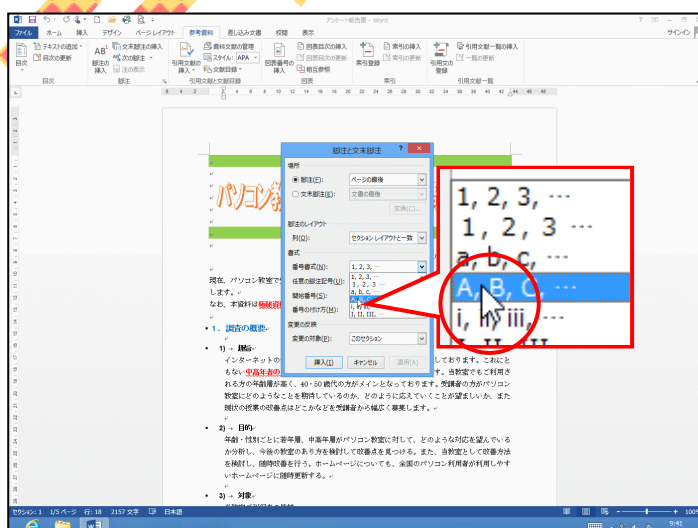 アンケート報告書 - Word
ファイル ホーム 挿入 デザイン ページレイアウト 参考資料 差し込み文書 校閲 表示
サインイン
目次
テキストの追加
目次の更新
目次
AB¹
脚注の挿入
文末脚注の挿入
次の脚注
注の表示
脚注
引用文献の挿入
資料文献の管理
スタイル: APA
文献目録
引用文献と文献目録
図表番号の挿入
図表目次の挿入
図表目次の更新
相互参照
図表
索引登録
索引の挿入
索引の更新
索引
引用文の登録
引用文献一覧の挿入
一覧の更新
引用文献一覧
脚注と文末脚注 ? ×
場所
脚注(F): ページの最後
文末脚注(E): 文書の最後
変換(C)...
脚注のレイアウト
列(O): セクション レイアウトと一致
書式
番号書式(N): 1, 2, 3, …
任意の脚注記号(U):
開始番号(S):
番号の付け方(M):
1, 2, 3, …
1, 2, 3 …
a, b, c, …
A, B, C, …
i, ii, iii, …
I, II, III, …
変更の反映
変更の対象(P): このセクション
挿入(I) キャンセル 適用(A)
1, 2, 3, …
1, 2, 3 …
a, b, c, …
A, B, C, …
i, ii, iii, …
I, II, III
パソコン教
現在、パソコン教室で
します。
なお、本資料は極秘資
1. 調査の概要
1) → 趣旨
インターネットの
しております。これにと
もない中高年者の
す。当教室でもご利用さ
れる方の年齢層が高く、40・50 歳代の方がメインとなっております。受講者の方がパソコン
教室にどのようなことを期待しているのか、どのように応えていくことが望ましいか、また
現状の授業の改善点はどこかなどを受講者から幅広く募集します。
2) → 目的
年齢・性別ごとに若年層、中高年層がパソコン教室に対して、どのような対応を望んでいる
か分析し、今後の教室のあり方を検討して改善点を見つける。また、当教室として改善方法
を検討し、随時改善を行う。ホームページについても、全国のパソコン利用者が利用しやす
いホームページに随時更新する。
3) → 対象
セクション: 1 1/5 ページ 行: 18 2157 文字 日本語
100%
9:41